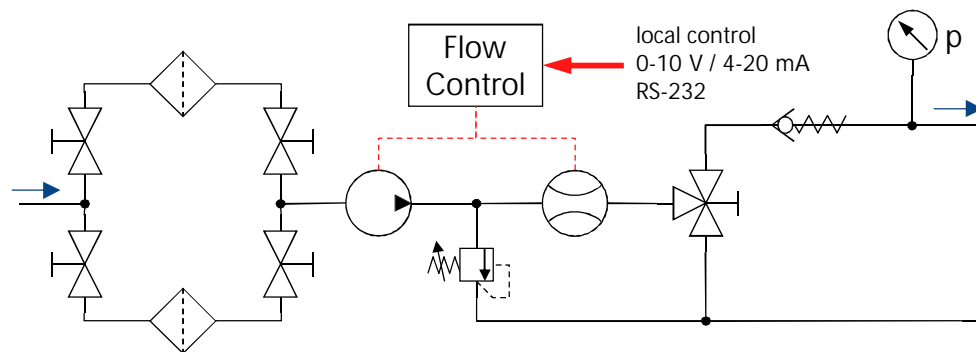 Flow
Control
local control
0-10 V / 4-20 mA
RS-232
p